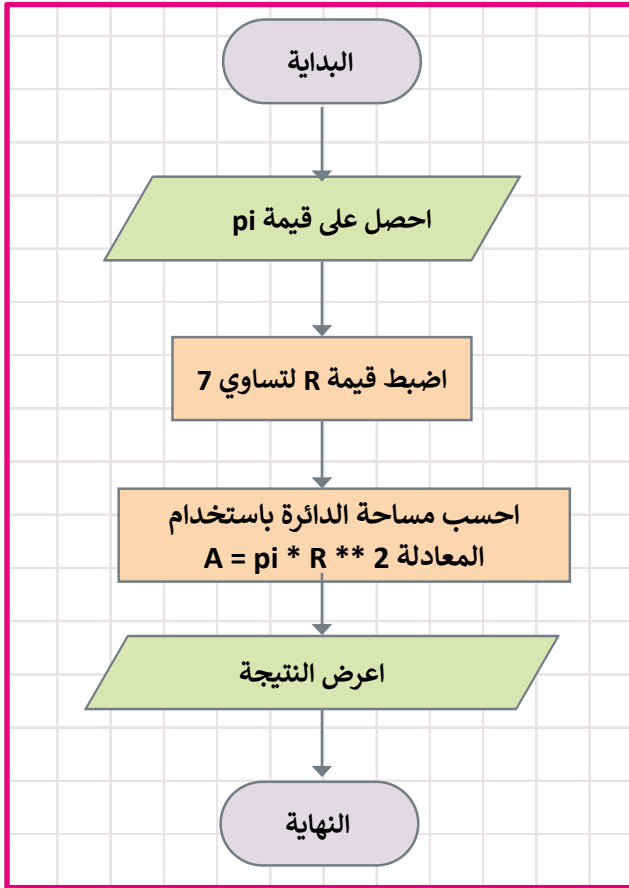 البداية
احصل على قيمة pi
اضبط قيمة R لتساوي 7
احسب مساحة الدائرة باستخدام
المعادلة A = pi * R ** 2
اعرض النتيجة
النهاية